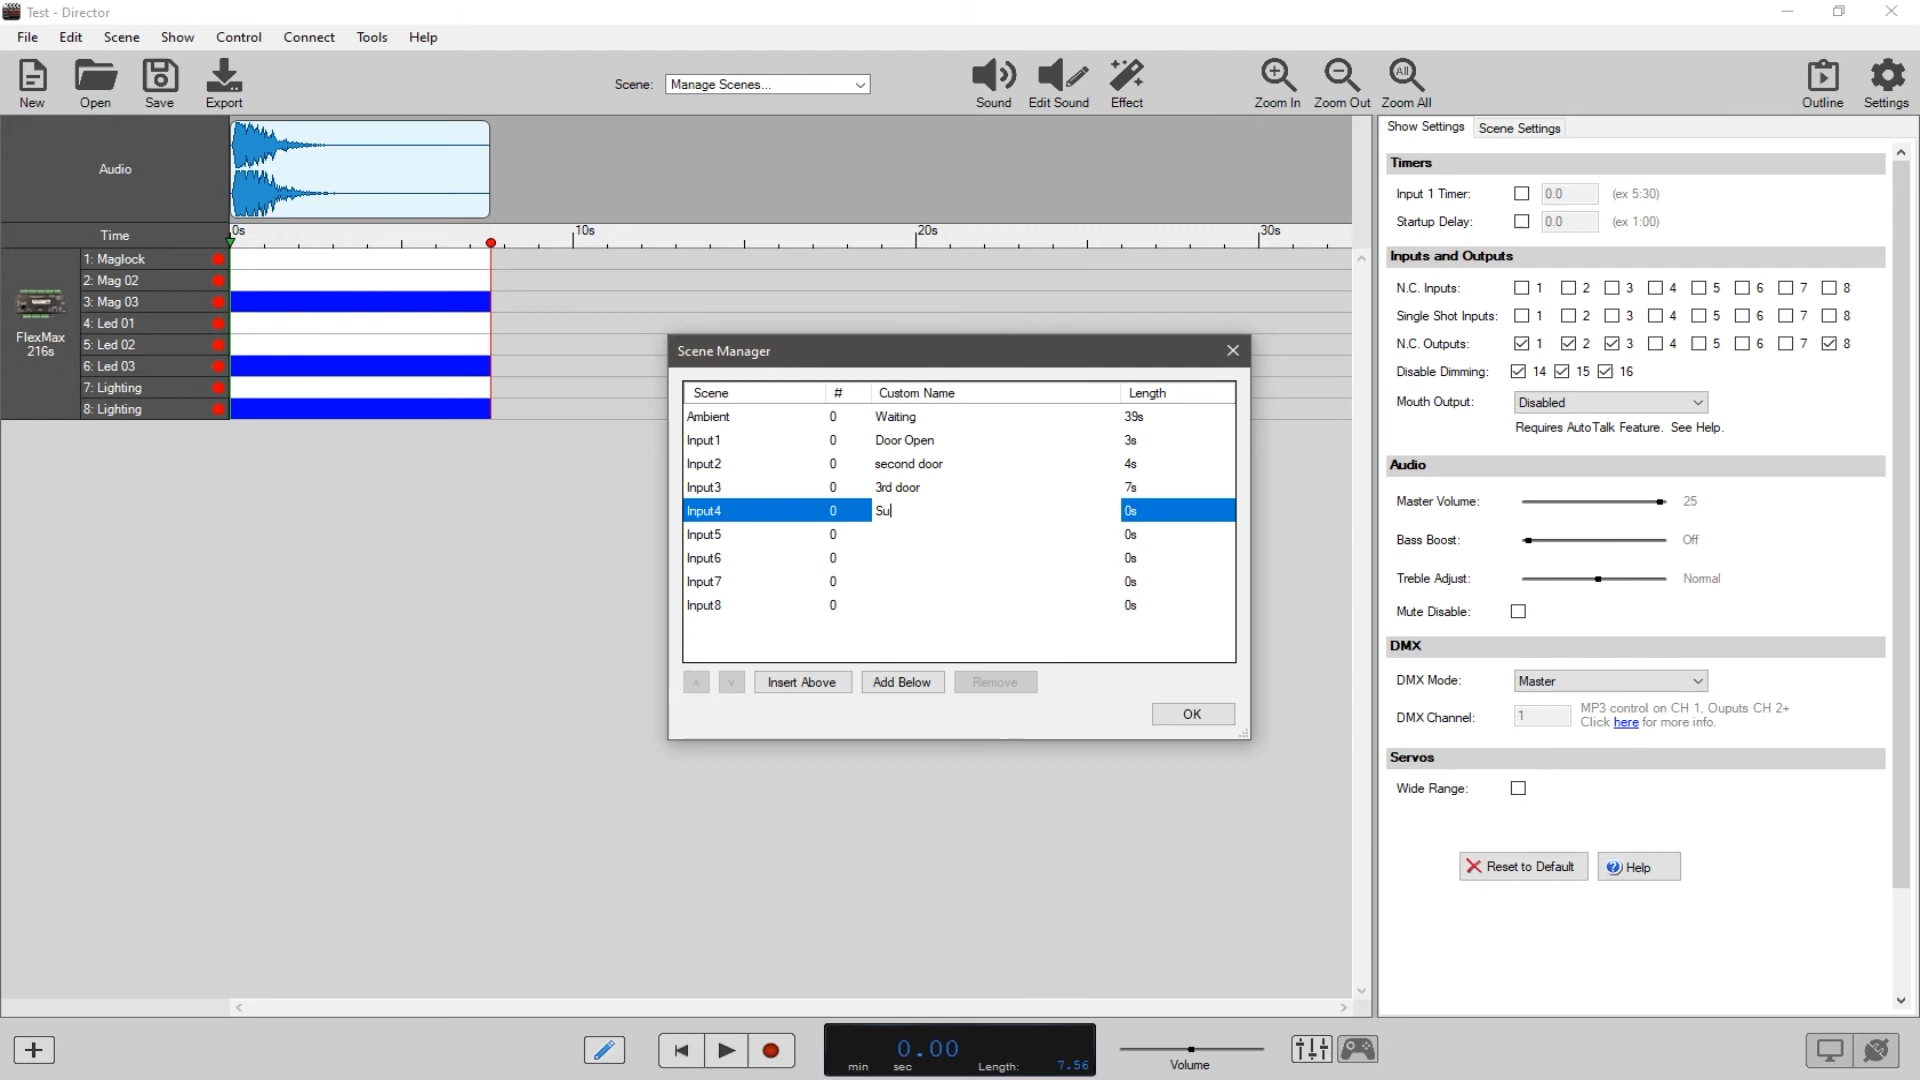 Test - Director
File Edit Scene Show Control Connect Tools Help
New Open Save Export Scene: Manage Scenes... Sound Edit Sound Effect All Zoom In Zoom Out Zoom All Outline Settings
Audio
Time 0s 10s 20s 30s
FlexMax
216s
1: Maglock
2: Mag 02
3: Mag 03
4: Led 01
5: Led 02
6: Led 03
7: Lighting
8: Lighting
Scene Manager
Scene # Custom Name Length
Ambient 0 Waiting 39s
Input1 0 Door Open 3s
Input2 0 second door 4s
Input3 0 3rd door 7s
Input4 0 Su 0s
Input5 0 0s
Input6 0 0s
Input7 0 0s
Input8 0 0s
Insert Above Add Below Remove
OK
Show Settings Scene Settings
Timers
Input 1 Timer: 0.0 (ex 5:30)
Startup Delay: 0.0 (ex 1:00)
Inputs and Outputs
N.C. Inputs: 1 2 3 4 5 6 7 8
Single Shot Inputs: 1 2 3 4 5 6 7 8
N.C. Outputs: 1 2 3 4 5 6 7 8
Disable Dimming: 14 15 16
Mouth Output: Disabled
Requires AutoTalk Feature. See Help.
Audio
Master Volume: 25
Bass Boost: Off
Treble Adjust: Normal
Mute Disable:
DMX
DMX Mode: Master
DMX Channel: 1 MP3 control on CH 1, Ouputs CH 2+
Click here for more info.
Servos
Wide Range:
Reset to Default Help
0.00
min sec Length: 7.56
Volume